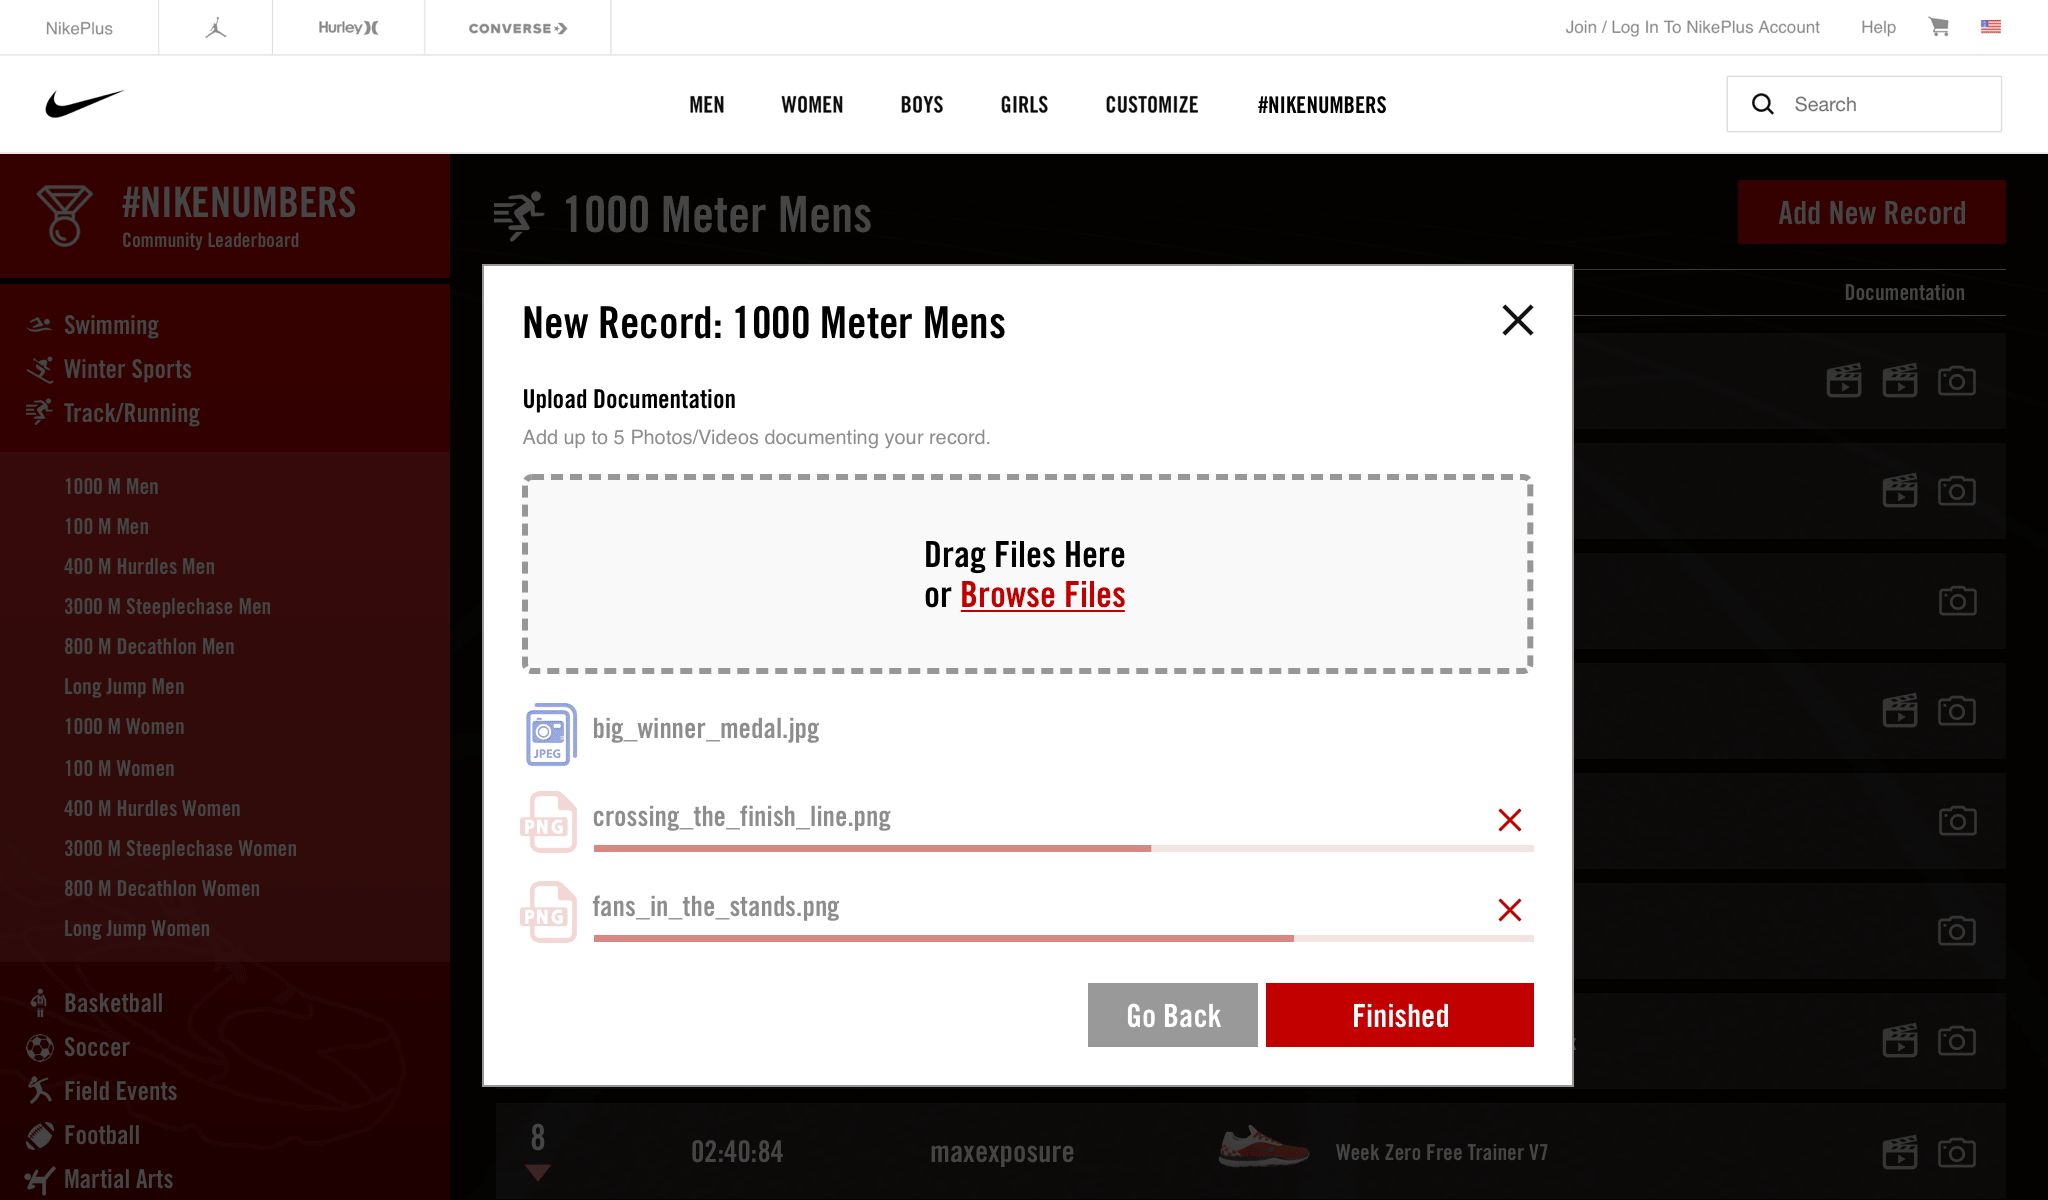 NikePlus
Hurley
CONVERSE
Join / Log In To NikePlus Account
Help
MEN
WOMEN
BOYS
GIRLS
CUSTOMIZE
#NIKENUMBERS
Search
#NIKENUMBERS
Community Leaderboard
1000 Meter Mens
Add New Record
Documentation
Swimming
Winter Sports
Track/Running
1000 M Men
100 M Men
400 M Hurdles Men
3000 M Steeplechase Men
800 M Decathlon Men
Long Jump Men
1000 M Women
100 M Women
400 M Hurdles Women
3000 M Steeplechase Women
800 M Decathlon Women
Long Jump Women
Basketball
Soccer
Field Events
Football
Martial Arts
New Record: 1000 Meter Mens
Upload Documentation
Add up to 5 Photos/Videos documenting your record.
Drag Files Here
or Browse Files
JPEG
big_winner_medal.jpg
PNG
crossing_the_finish_line.png
PNG
fans_in_the_stands.png
Go Back
Finished
8
02:40:84
maxexposure
Week Zero Free Trainer V7